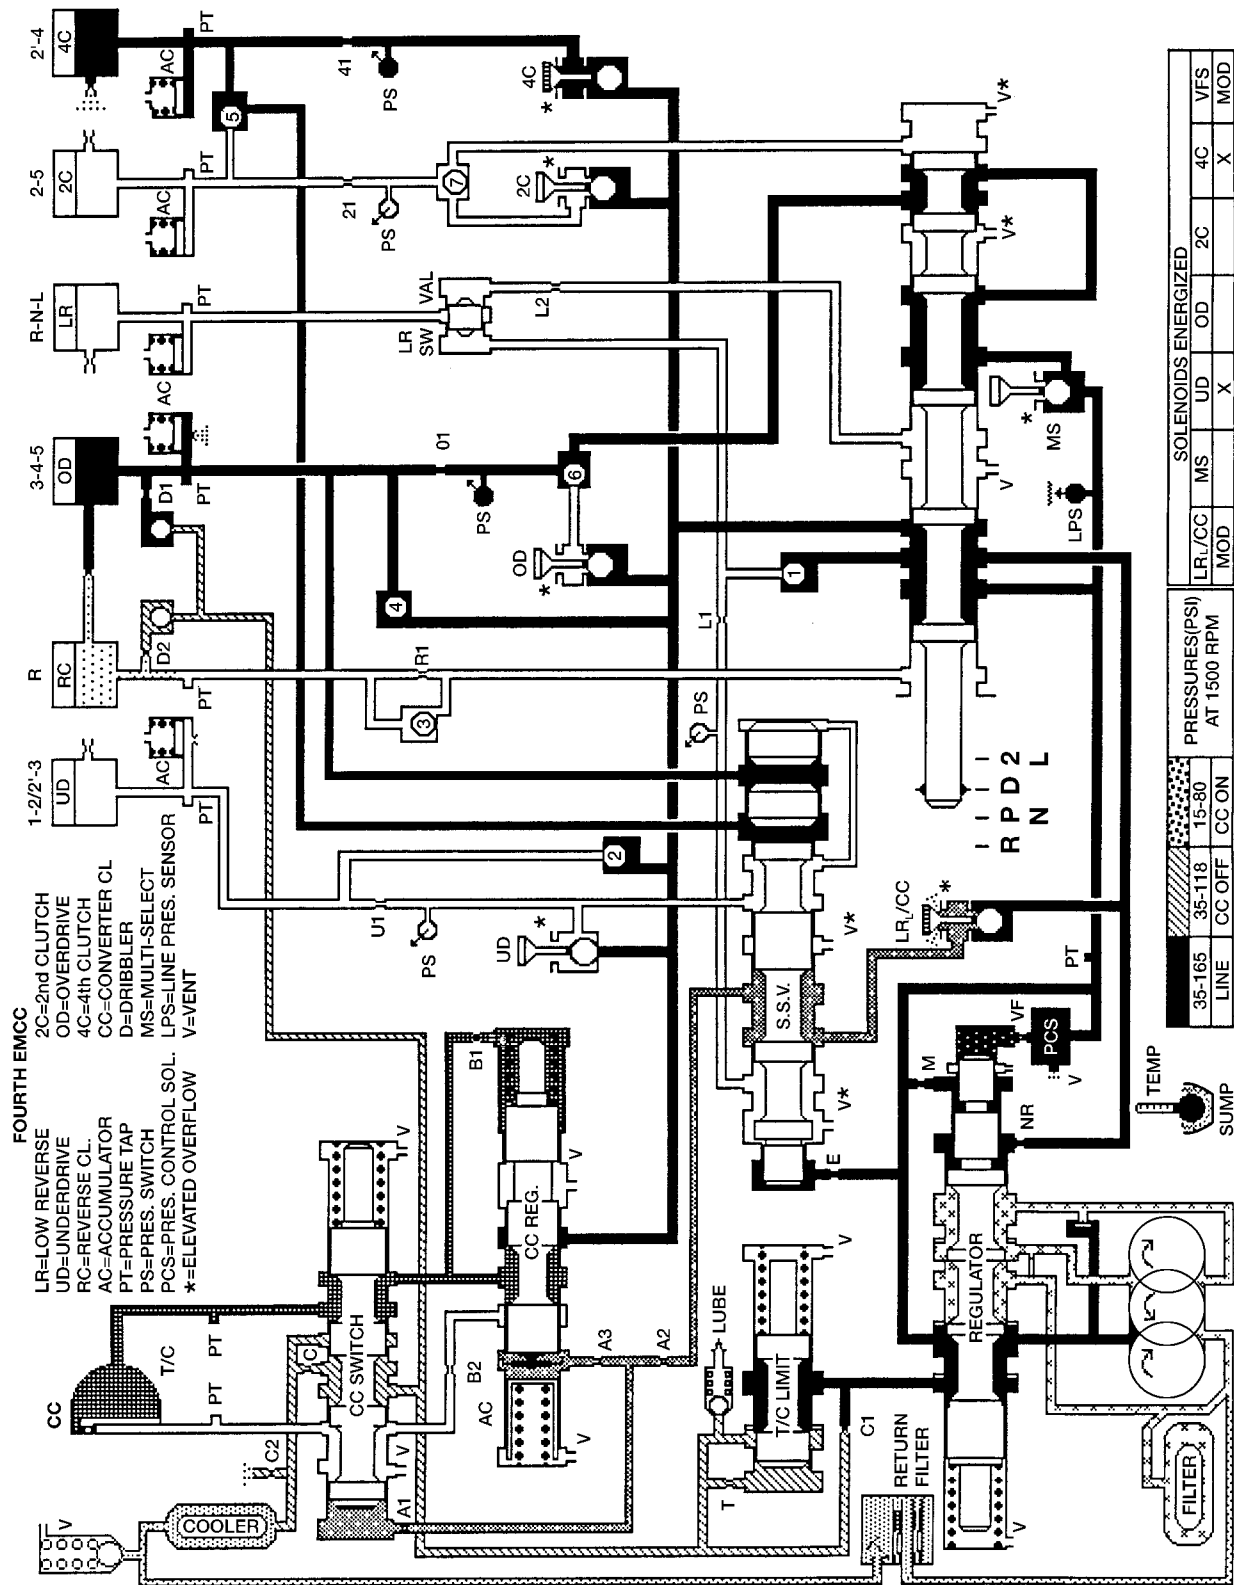 FOURTH EMCC
LR=LOW REVERSE
UD=UNDERDRIVE
RC=REVERSE CL.
AC=ACCUMULATOR
PT=PRESSURE TAP
PS=PRES. SWITCH
PCS=PRES. CONTROL SOL.
*=ELEVATED OVERFLOW
2C=2nd CLUTCH
OD=OVERDRIVE
4C=4th CLUTCH
CC=CONVERTER CL
D=DRIBBLER
MS=MULTI-SELECT
LPS=LINE PRES. SENSOR
V=VENT
1-2/2'-3
UD
AC
PT
R
RC
PT
D2
3-4-5
OD
D1
AC
PT
R-N-L
LR
AC
PT
2-5
2C
AC
PT
2'-4
4C
AC
PT
CC
T/C
PT
PT
C2
C
V
COOLER
CC SWITCH
V
V
A1
B1
B2
CC REG.
V
AC
V
A3
A2
U1
PS
UD
*
2
R1
3
4
01
PS
6
OD
*
LR
SW
VAL
L2
L1
PS
1
21
PS
7
2C
*
5
41
PS
4C
*
LUBE
T
T/C LIMIT
V
C1
RETURN
FILTER
S.S.V.
V*
V*
E
LRL/CC
*
PT
VF
PCS
V
M
NR
REGULATOR
V
FILTER
TEMP
SUMP
R P D 2
N L
V
V*
V*
MS
*
LPS
35-165
LINE
35-118
CC OFF
15-80
CC ON
PRESSURES(PSI)
AT 1500 RPM
SOLENOIDS ENERGIZED
LRL/CC MS UD OD 2C 4C VFS
MOD X X MOD